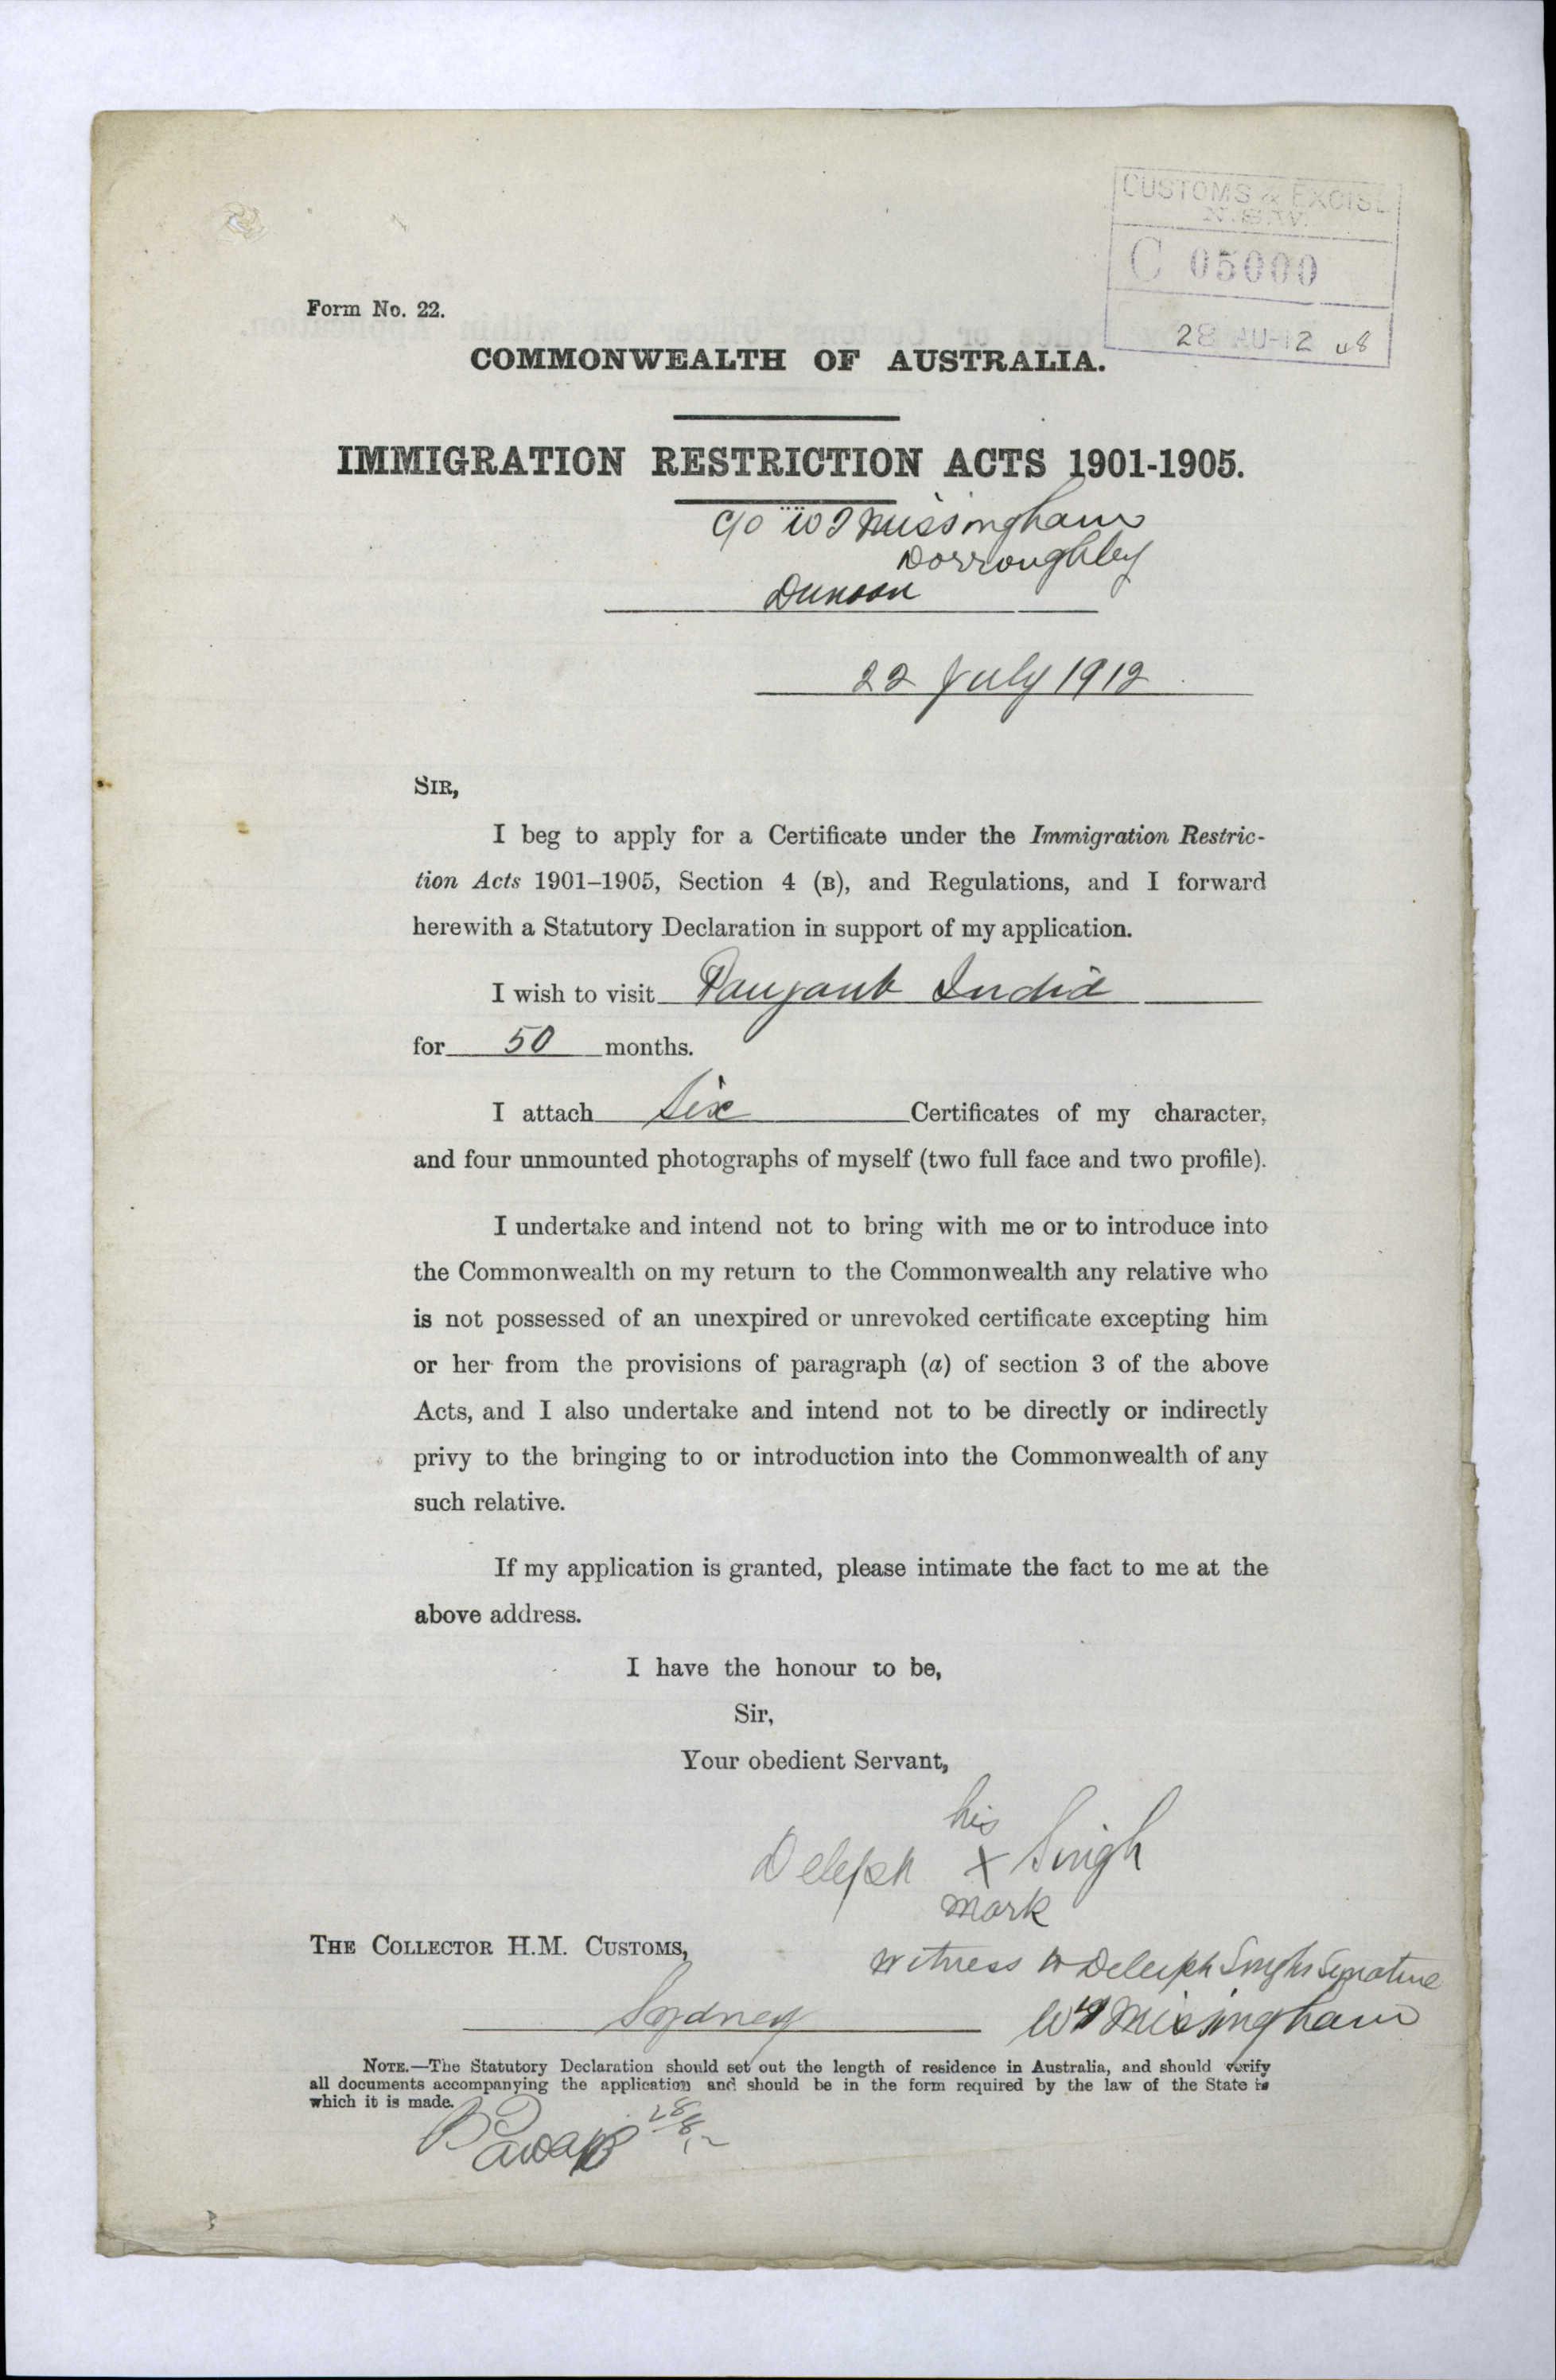 CUSTOMS & EXCISE
N.S.W.
C 05000
28 AU-12
Form No. 22.
COMMONWEALTH OF AUSTRALIA.
IMMIGRATION RESTRICTION ACTS 1901-1905.
c/o W J Missingham
Dorroughbey
Dunoon
22 July 1912
SIR,
I beg to apply for a Certificate under the Immigration Restric-
tion Acts 1901–1905, Section 4 (B), and Regulations, and I forward
herewith a Statutory Declaration in support of my application.
I wish to visit Paujaub India
for 50 months.
I attach Six Certificates of my character,
and four unmounted photographs of myself (two full face and two profile).
I undertake and intend not to bring with me or to introduce into
the Commonwealth on my return to the Commonwealth any relative who
is not possessed of an unexpired or unrevoked certificate excepting him
or her from the provisions of paragraph (a) of section 3 of the above
Acts, and I also undertake and intend not to be directly or indirectly
privy to the bringing to or introduction into the Commonwealth of any
such relative.
If my application is granted, please intimate the fact to me at the
above address.
I have the honour to be,
Sir,
Your obedient Servant,
his
Deleph X Singh
mark
THE COLLECTOR H.M. CUSTOMS,
Witness to Deleeph Singhs Signature
Sydney W J Missingham
NOTE.—The Statutory Declaration should set out the length of residence in Australia, and should verify
all documents accompanying the application and should be in the form required by the law of the State in
which it is made.
28/8/12